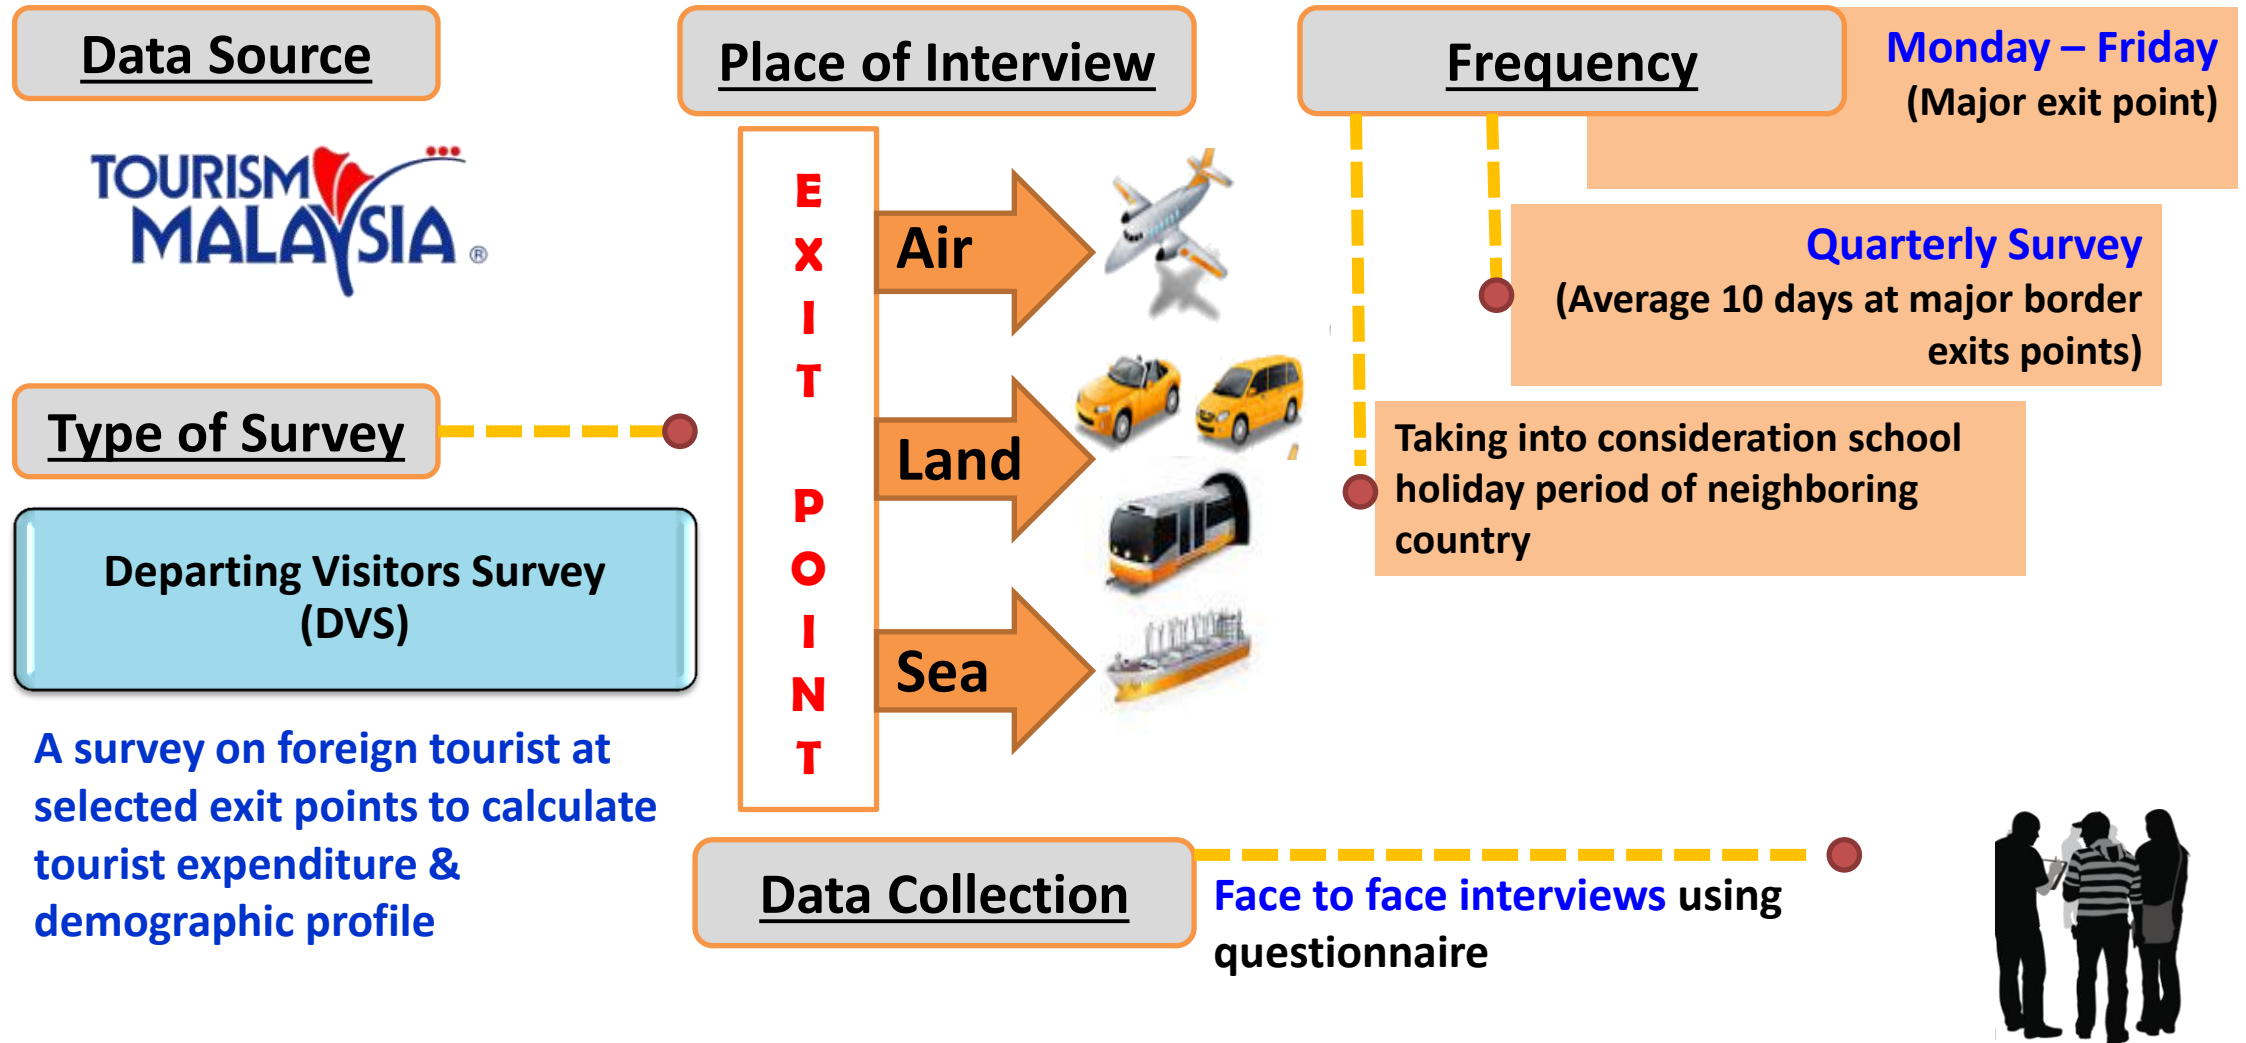 Data Source
TOURISM
MALAYSIA ®
Type of Survey
Departing Visitors Survey
(DVS)
A survey on foreign tourist at
selected exit points to calculate
tourist expenditure &
demographic profile
Place of Interview
EXIT POINT
Air
Land
Sea
Frequency
Monday – Friday
(Major exit point)
Quarterly Survey
(Average 10 days at major border
exits points)
Taking into consideration school
holiday period of neighboring
country
Data Collection
Face to face interviews using
questionnaire